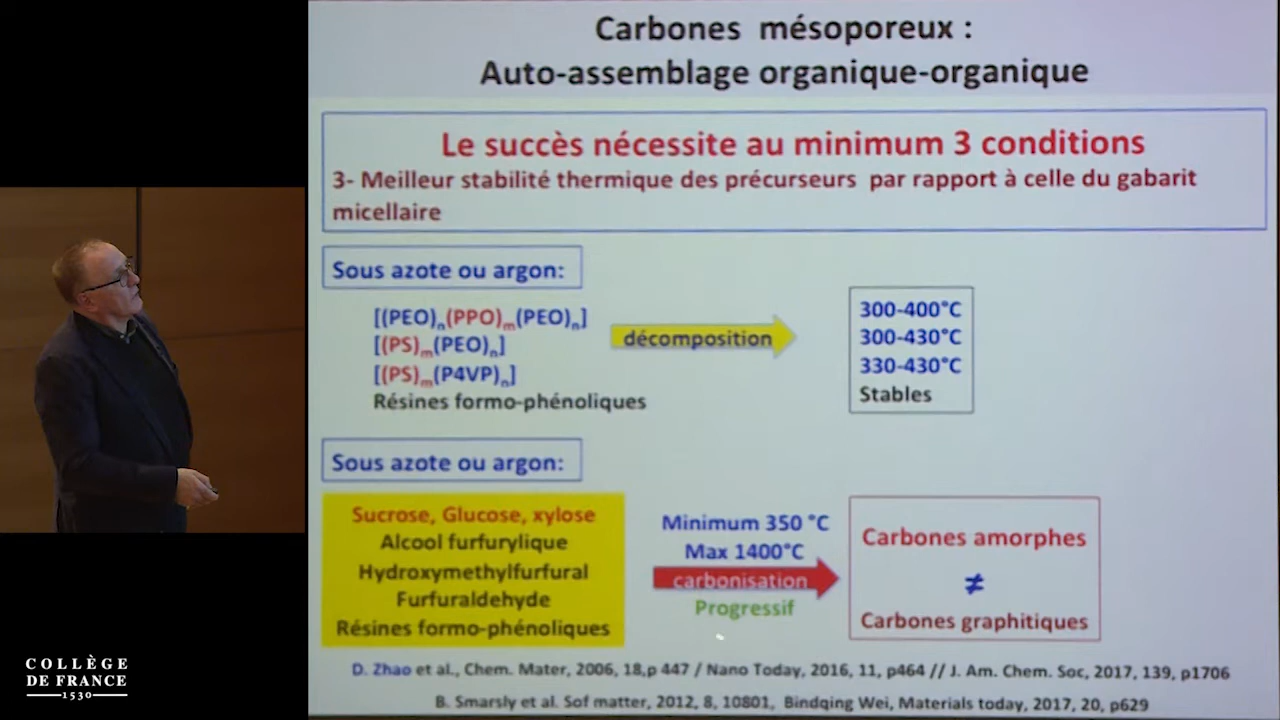 Carbones mésoporeux :
Auto-assemblage organique-organique
Le succès nécessite au minimum 3 conditions
3- Meilleur stabilité thermique des précurseurs par rapport à celle du gabarit
micellaire
Sous azote ou argon:
[(PEO)n(PPO)m(PEO)n]
[(PS)m(PEO)n]
[(PS)m(P4VP)n]
Résines formo-phénoliques
décomposition
300-400°C
300-430°C
330-430°C
Stables
Sous azote ou argon:
Sucrose, Glucose, xylose
Alcool furfurylique
Hydroxymethylfurfural
Furfuraldehyde
Résines formo-phénoliques
Minimum 350 °C
Max 1400°C
carbonisation
Progressif
Carbones amorphes
≠
Carbones graphitiques
D. Zhao et al., Chem. Mater, 2006, 18,p 447 / Nano Today, 2016, 11, p464 // J. Am. Chem. Soc, 2017, 139, p1706
B. Smarsly et al. Sof matter, 2012, 8, 10801, Bindqing Wei, Materials today, 2017, 20, p629
COLLÈGE
DE FRANCE
1530